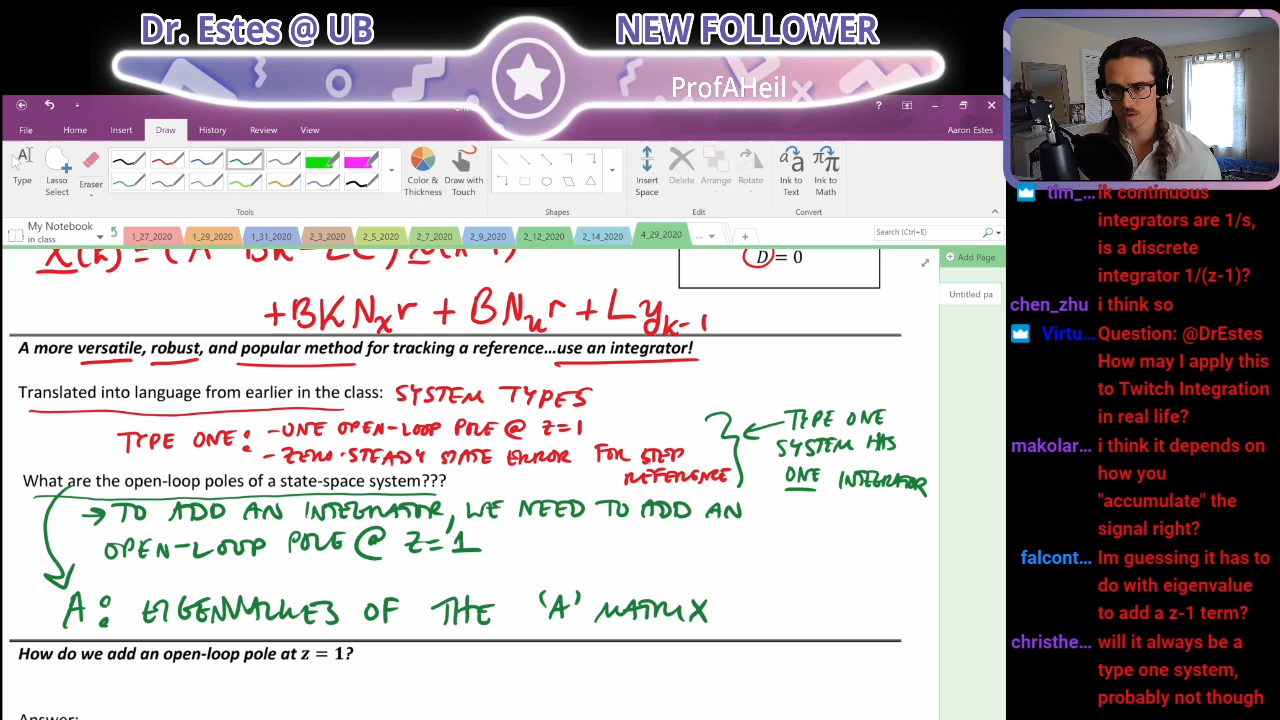 Dr. Estes @ UB
NEW FOLLOWER
ProfAHeil
File Home Insert Draw History Review View
Aaron Estes
Type
Lasso Select
Eraser
Color & Thickness
Draw with Touch
Insert Space
Delete
Arrange
Rotate
Ink to Text
Ink to Math
Tools
Shapes
Edit
Convert
My Notebook
in class
1_27_2020 1_29_2020 1_31_2020 2_3_2020 2_5_2020 2_7_2020 2_9_2020 2_12_2020 2_14_2020 4_29_2020 ...
Search (Ctrl+E)
Add Page
Untitled pa
D = 0
+BKNxr + BNur + Lyk-1
A more versatile, robust, and popular method for tracking a reference...use an integrator!
Translated into language from earlier in the class: SYSTEM TYPES
TYPE ONE: -ONE OPEN-LOOP POLE @ Z=1
- ZERO-STEADY STATE ERROR FOR STEP REFERENCE
TYPE ONE
SYSTEM HAS
ONE INTEGRATOR
What are the open-loop poles of a state-space system???
→ TO ADD AN INTEGRATOR, WE NEED TO ADD AN
OPEN-LOOP POLE @ Z=1
A: EIGENVALUES OF THE 'A' MATRIX
How do we add an open-loop pole at z = 1?
Answer:
tim_... ik continuous
integrators are 1/s,
is a discrete
integrator 1/(z-1)?
chen_zhu i think so
Virtu... Question: @DrEstes
How may I apply this
to Twitch Integration
in real life?
makolar... i think it depends on
how you
"accumulate" the
signal right?
falcont... Im guessing it has to
do with eigenvalue
to add a z-1 term?
christhe... will it always be a
type one system,
probably not though